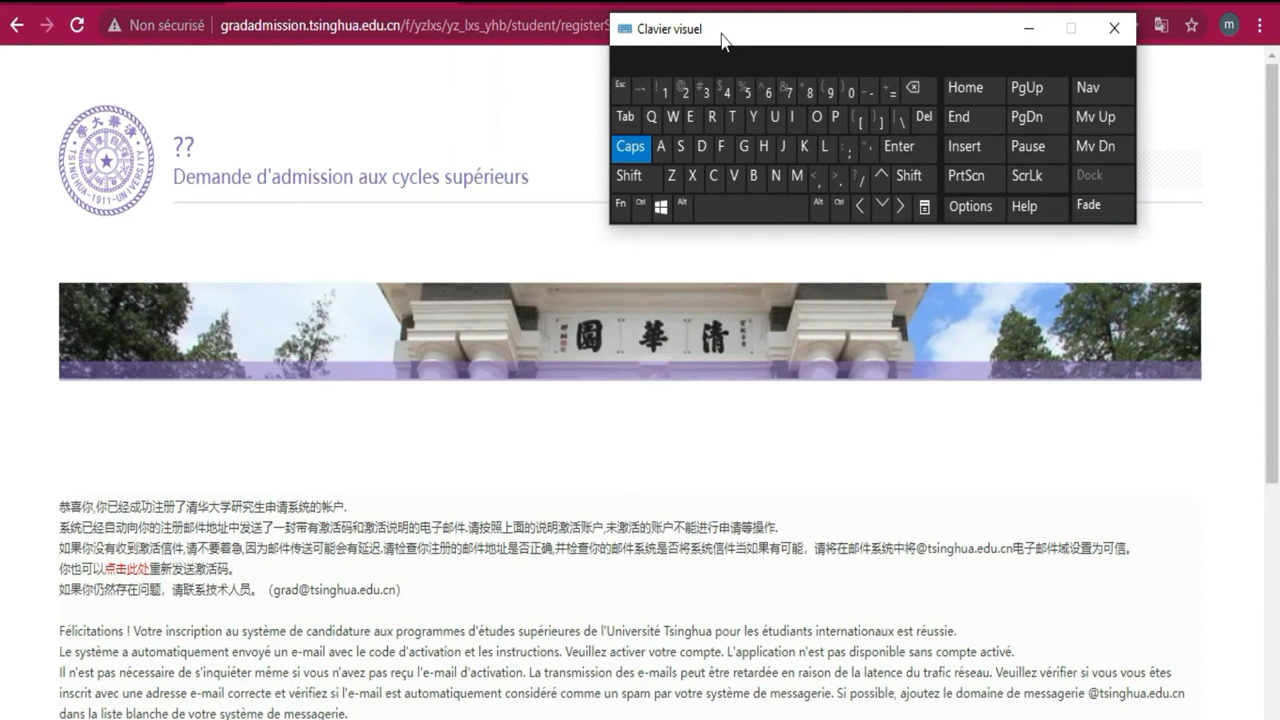 Non sécurisé
gradadmission.tsinghua.edu.cn/f/yzlxs/yz_lxs_yhb/student/registerS
Clavier visuel
m
Esc ~` !1 @2 #3 $4 %5 ^6 &7 *8 (9 )0 _- += Home PgUp Nav
Tab Q W E R T Y U I O P {[ }] |\ Del End PgDn Mv Up
Caps A S D F G H J K L :; "' Enter Insert Pause Mv Dn
Shift Z X C V B N M <, >. ?/ Shift PrtScn ScrLk Dock
Fn Ctrl Alt Alt Ctrl Options Help Fade
清華大學
TSINGHUA UNIVERSITY
-1911-
??
Demande d'admission aux cycles supérieurs
園 華 清
恭喜你,你已经成功注册了清华大学研究生申请系统的帐户.
系统已经自动向你的注册邮件地址中发送了一封带有激活码和激活说明的电子邮件.请按照上面的说明激活账户,未激活的账户不能进行申请等操作.
如果你没有收到激活信件,请不要着急,因为邮件传送可能会有延迟.请检查你注册的邮件地址是否正确,并检查你的邮件系统是否将系统信件当如果有可能，请将在邮件系统中将@tsinghua.edu.cn电子邮件域设置为可信。
你也可以点击此处重新发送激活码。
如果你仍然存在问题，请联系技术人员。（grad@tsinghua.edu.cn）
Félicitations ! Votre inscription au système de candidature aux programmes d'études supérieures de l'Université Tsinghua pour les étudiants internationaux est réussie.
Le système a automatiquement envoyé un e-mail avec le code d'activation et les instructions. Veuillez activer votre compte. L'application n'est pas disponible sans compte activé.
Il n'est pas nécessaire de s'inquiéter même si vous n'avez pas reçu l'e-mail d'activation. La transmission des e-mails peut être retardée en raison de la latence du trafic réseau. Veuillez vérifier si vous vous êtes
inscrit avec une adresse e-mail correcte et vérifiez si l'e-mail est automatiquement considéré comme un spam par votre système de messagerie. Si possible, ajoutez le domaine de messagerie @tsinghua.edu.cn
dans la liste blanche de votre système de messagerie.